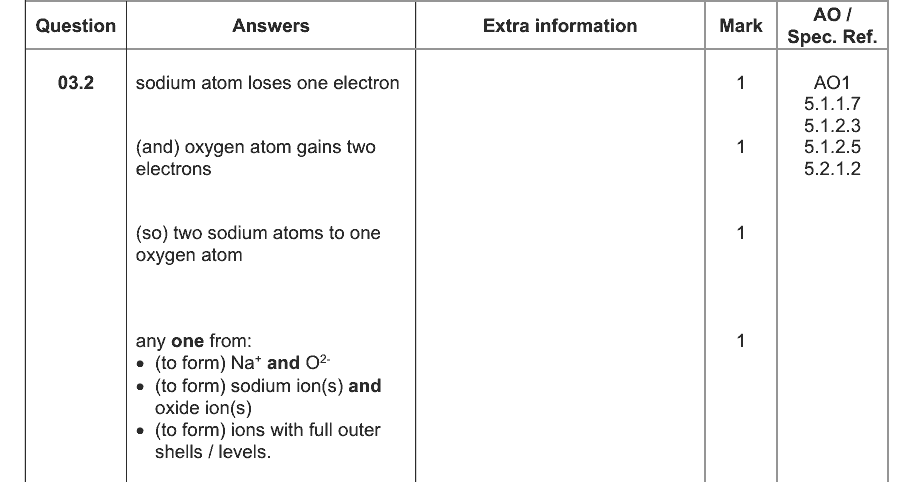 Question Answers Extra information Mark AO /
Spec. Ref.
03.2 sodium atom loses one electron 1 AO1
5.1.1.7
5.1.2.3
(and) oxygen atom gains two 1 5.1.2.5
electrons 5.2.1.2
(so) two sodium atoms to one 1
oxygen atom
any one from: 1
• (to form) Na⁺ and O²⁻
• (to form) sodium ion(s) and
oxide ion(s)
• (to form) ions with full outer
shells / levels.